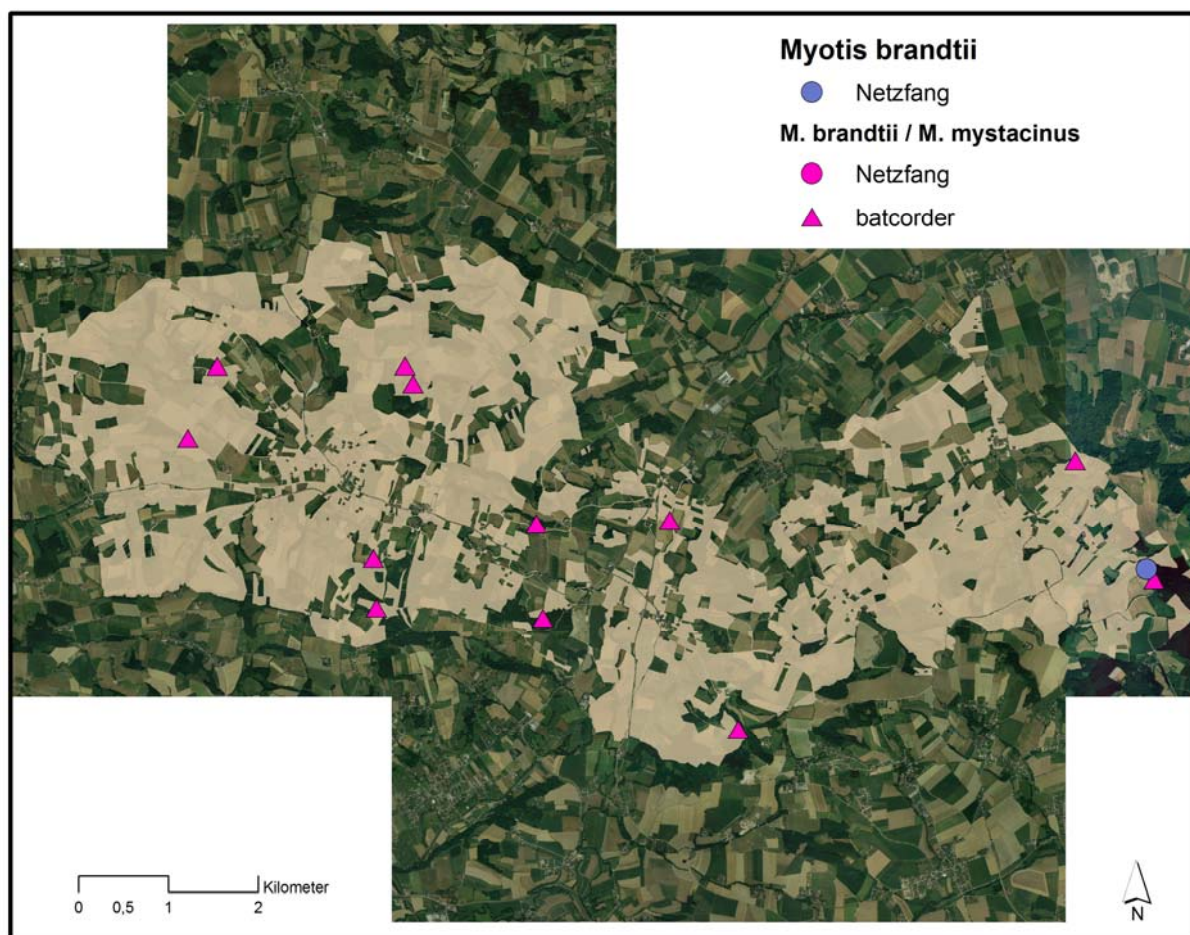 Myotis brandtii
Netzfang
M. brandtii / M. mystacinus
Netzfang
batcorder
Kilometer
0 0,5 1 2
N